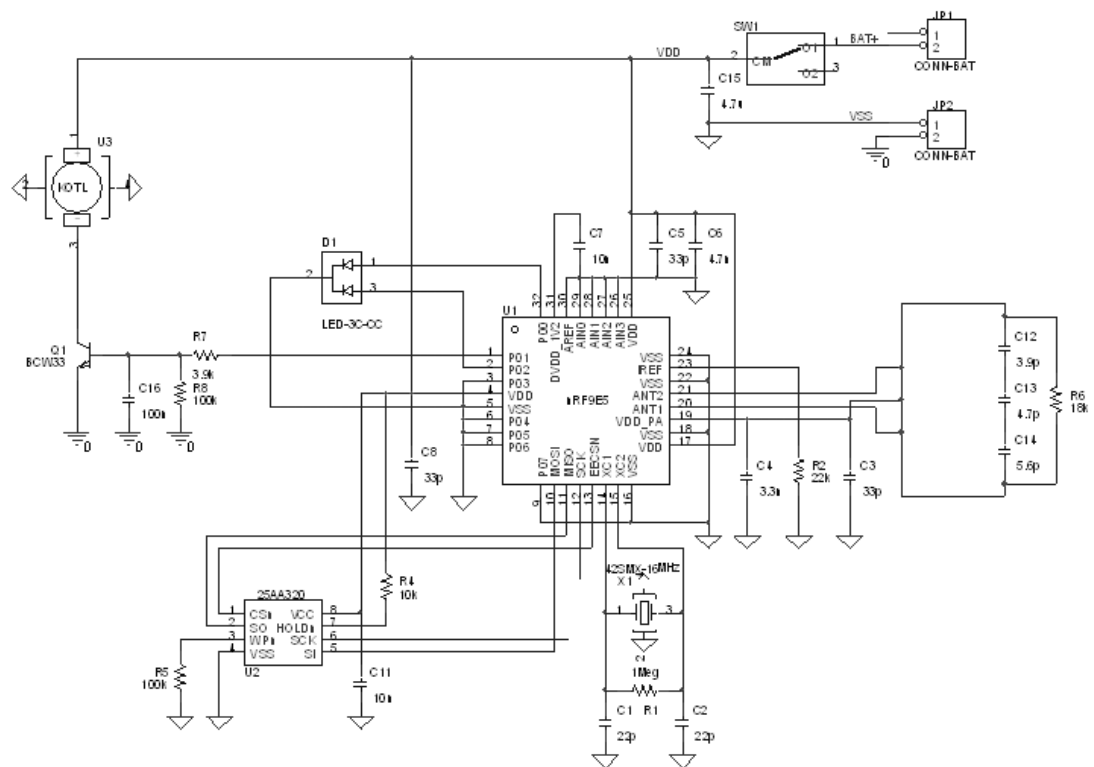 SW1
JP1
VDD
2
CM
O1
1
BAT+
1
2
O2
3
CONN-BAT
C15
4.7n
JP2
VSS
1
2
CONN-BAT
0
1
U3
2
KOTL
4
3
D1
2
1
3
LED-3C-CC
C7
10n
C5
33p
C6
4.7n
32
31
30
29
28
27
26
25
U1
P00
DVDD_1V2
AREF
AIN0
AIN1
AIN2
AIN3
VDD
Q1
BCW33
R7
3.9k
C16
100n
R8
100k
0
0
0
1
2
3
4
5
6
7
8
P01
P02
P03
VDD
VSS
P04
P05
P06
nRF9E5
VSS
IREF
VSS
ANT2
ANT1
VDD_PA
VSS
VDD
24
23
22
21
20
19
18
17
C12
3.9p
C13
4.7p
C14
5.6p
R6
18k
C8
33p
C4
3.3n
R2
22k
C3
33p
P07
MOSI
MISO
SCK
EECSN
XC1
XC2
VSS
9
10
11
12
13
14
15
16
42SMX-16MHz
X1
1
3
2
25AA320
1
2
3
4
CSn
SO
WPn
VSS
VCC
HOLDn
SCK
SI
8
7
6
5
U2
R4
10k
R5
100k
C11
10n
1Meg
R1
C1
22p
C2
22p